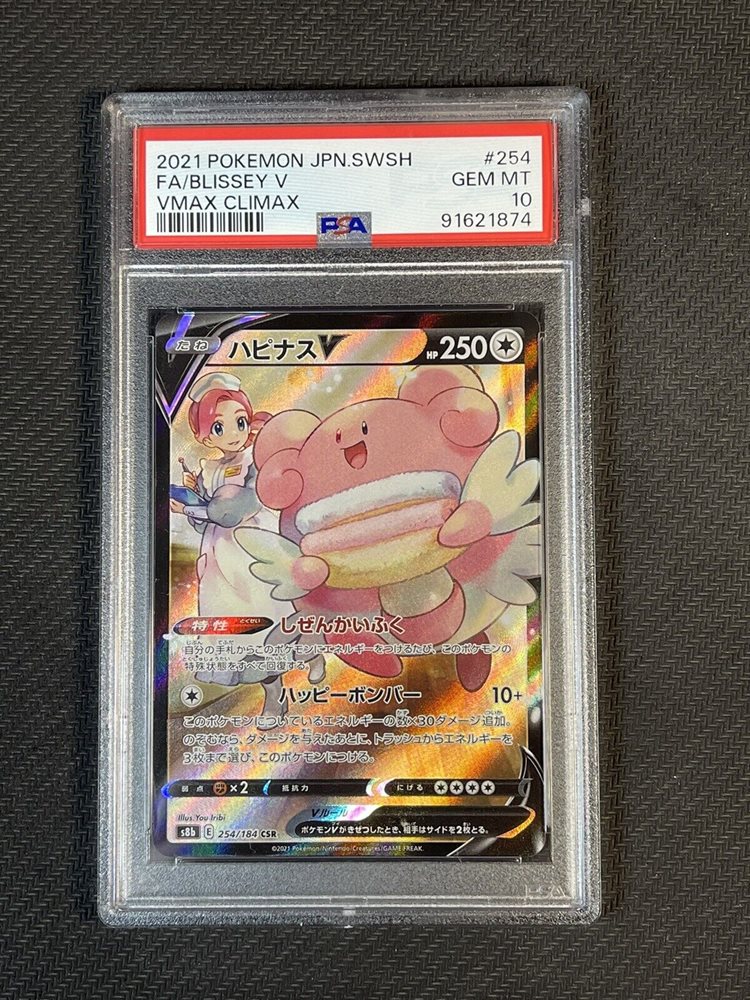 2021 POKEMON JPN.SWSH #254
FA/BLISSEY V GEM MT
VMAX CLIMAX 10
PSA 91621874
たね ハピナスV HP 250
特性 とくせい しぜんかいふく
自分の手札からこのポケモンにエネルギーをつけるたび、このポケモンの
特殊状態をすべて回復する。
ハッピーボンバー 10+
このポケモンについているエネルギーの数×30ダメージ追加。
のぞむなら、ダメージを与えたあとに、トラッシュからエネルギーを
3枚まで選び、このポケモンにつける。
弱点 ×2 抵抗力 にげる
Illus. You Iribi Vルール
s8b E 254/184 CSR ポケモンVがきぜつしたとき、相手はサイドを2枚とる。
©2021 Pokémon/Nintendo/Creatures/GAME FREAK.